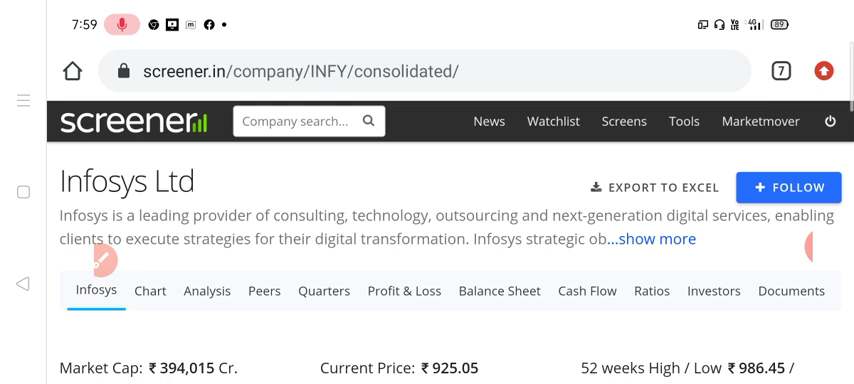 7:59
89
screener.in/company/INFY/consolidated/
7
screener
Company search...
News Watchlist Screens Tools Marketmover
Infosys Ltd
EXPORT TO EXCEL
+ FOLLOW
Infosys is a leading provider of consulting, technology, outsourcing and next-generation digital services, enabling
clients to execute strategies for their digital transformation. Infosys strategic ob...show more
Infosys Chart Analysis Peers Quarters Profit & Loss Balance Sheet Cash Flow Ratios Investors Documents
Market Cap: ₹ 394,015 Cr. Current Price: ₹ 925.05 52 weeks High / Low ₹ 986.45 /